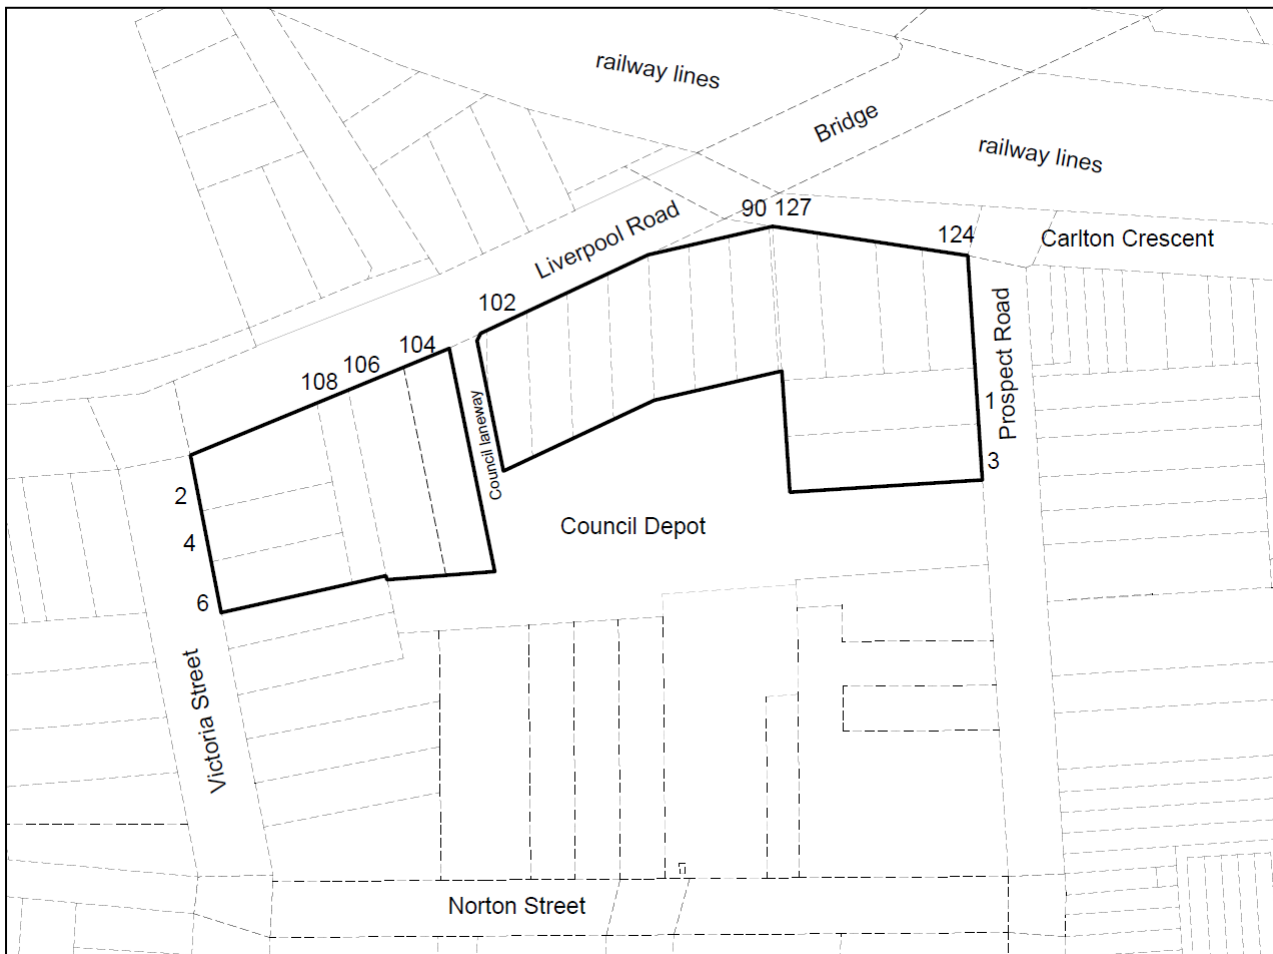 railway lines
Bridge
railway lines
90 127
Liverpool Road
124
Carlton Crescent
102
104
106
108
Prospect Road
1
Council laneway
3
2
Council Depot
4
6
Victoria Street
Norton Street